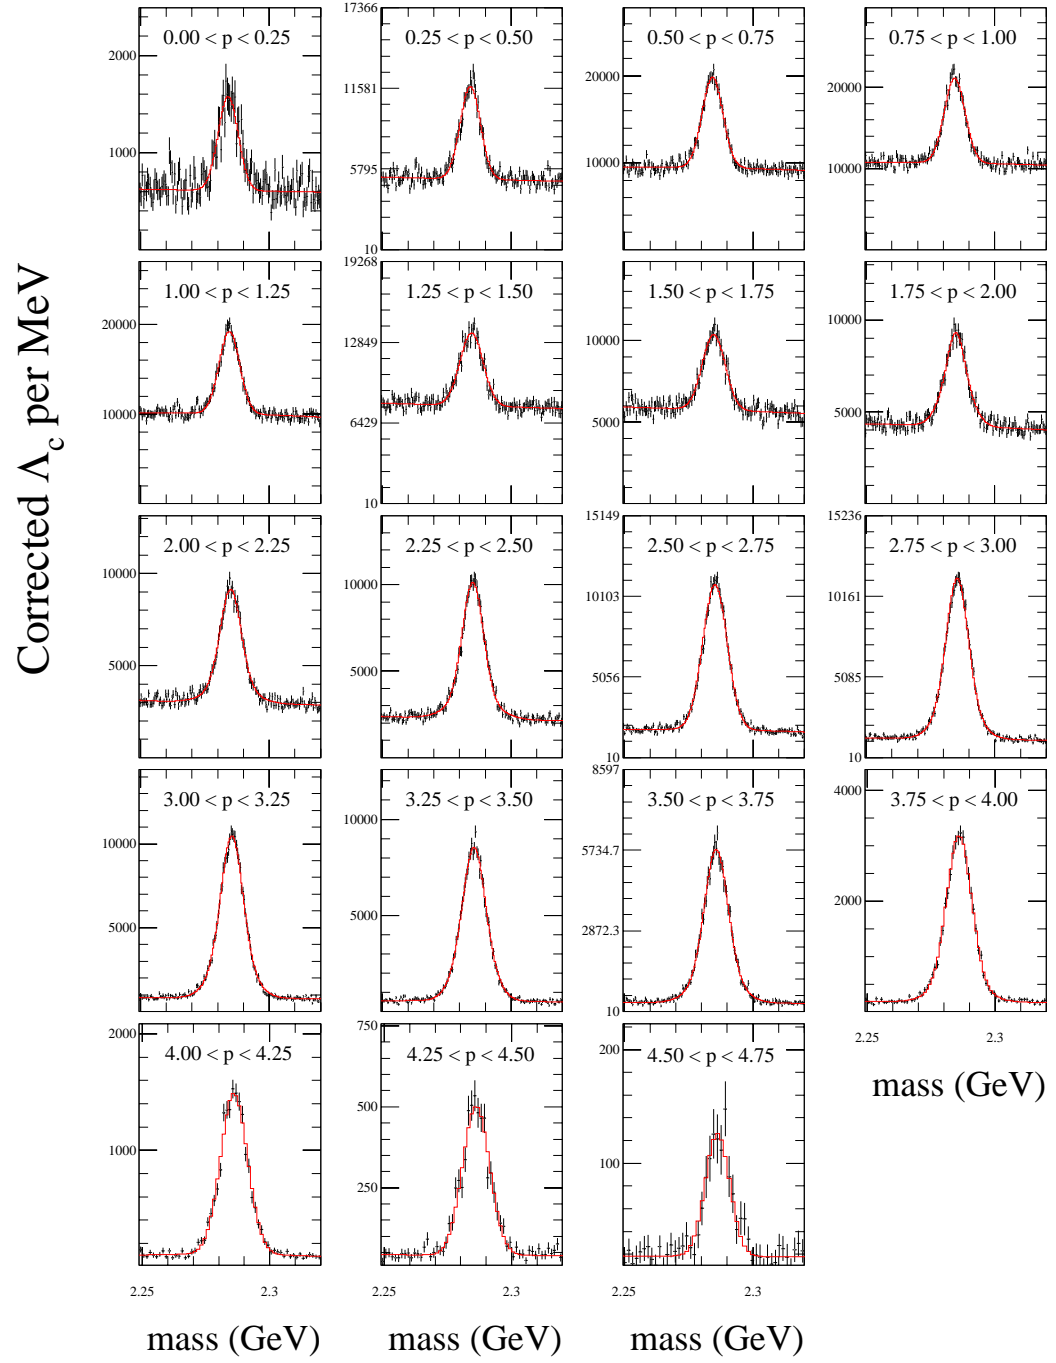 Corrected Λc per MeV
0.00 < p < 0.25
2000
1000
17366
0.25 < p < 0.50
11581
5795
10
0.50 < p < 0.75
20000
10000
0.75 < p < 1.00
20000
10000
1.00 < p < 1.25
20000
10000
19268
1.25 < p < 1.50
12849
6429
10
1.50 < p < 1.75
10000
5000
1.75 < p < 2.00
10000
5000
2.00 < p < 2.25
10000
5000
2.25 < p < 2.50
10000
5000
15149
2.50 < p < 2.75
10103
5056
10
15236
2.75 < p < 3.00
10161
5085
10
3.00 < p < 3.25
10000
5000
3.25 < p < 3.50
10000
5000
8597
3.50 < p < 3.75
5734.7
2872.3
10
3.75 < p < 4.00
4000
2000
2.25
2.3
mass (GeV)
2000
4.00 < p < 4.25
1000
2.25
2.3
mass (GeV)
750
4.25 < p < 4.50
500
250
2.25
2.3
mass (GeV)
200
4.50 < p < 4.75
100
2.25
2.3
mass (GeV)